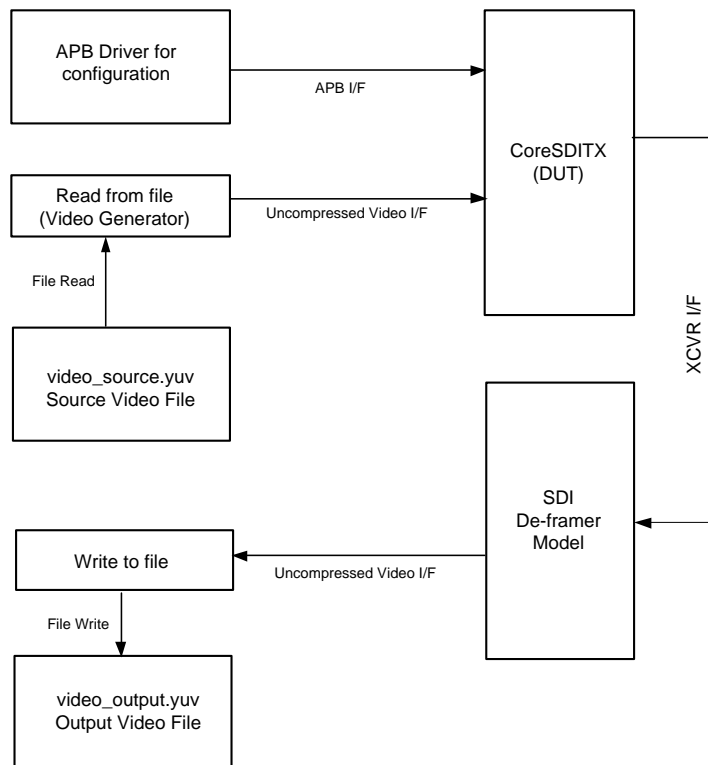 APB Driver for
configuration
APB I/F
CoreSDITX
(DUT)
Read from file
(Video Generator)
Uncompressed Video I/F
File Read
XCVR I/F
video_source.yuv
Source Video File
SDI
De-framer
Model
Write to file
Uncompressed Video I/F
File Write
video_output.yuv
Output Video File